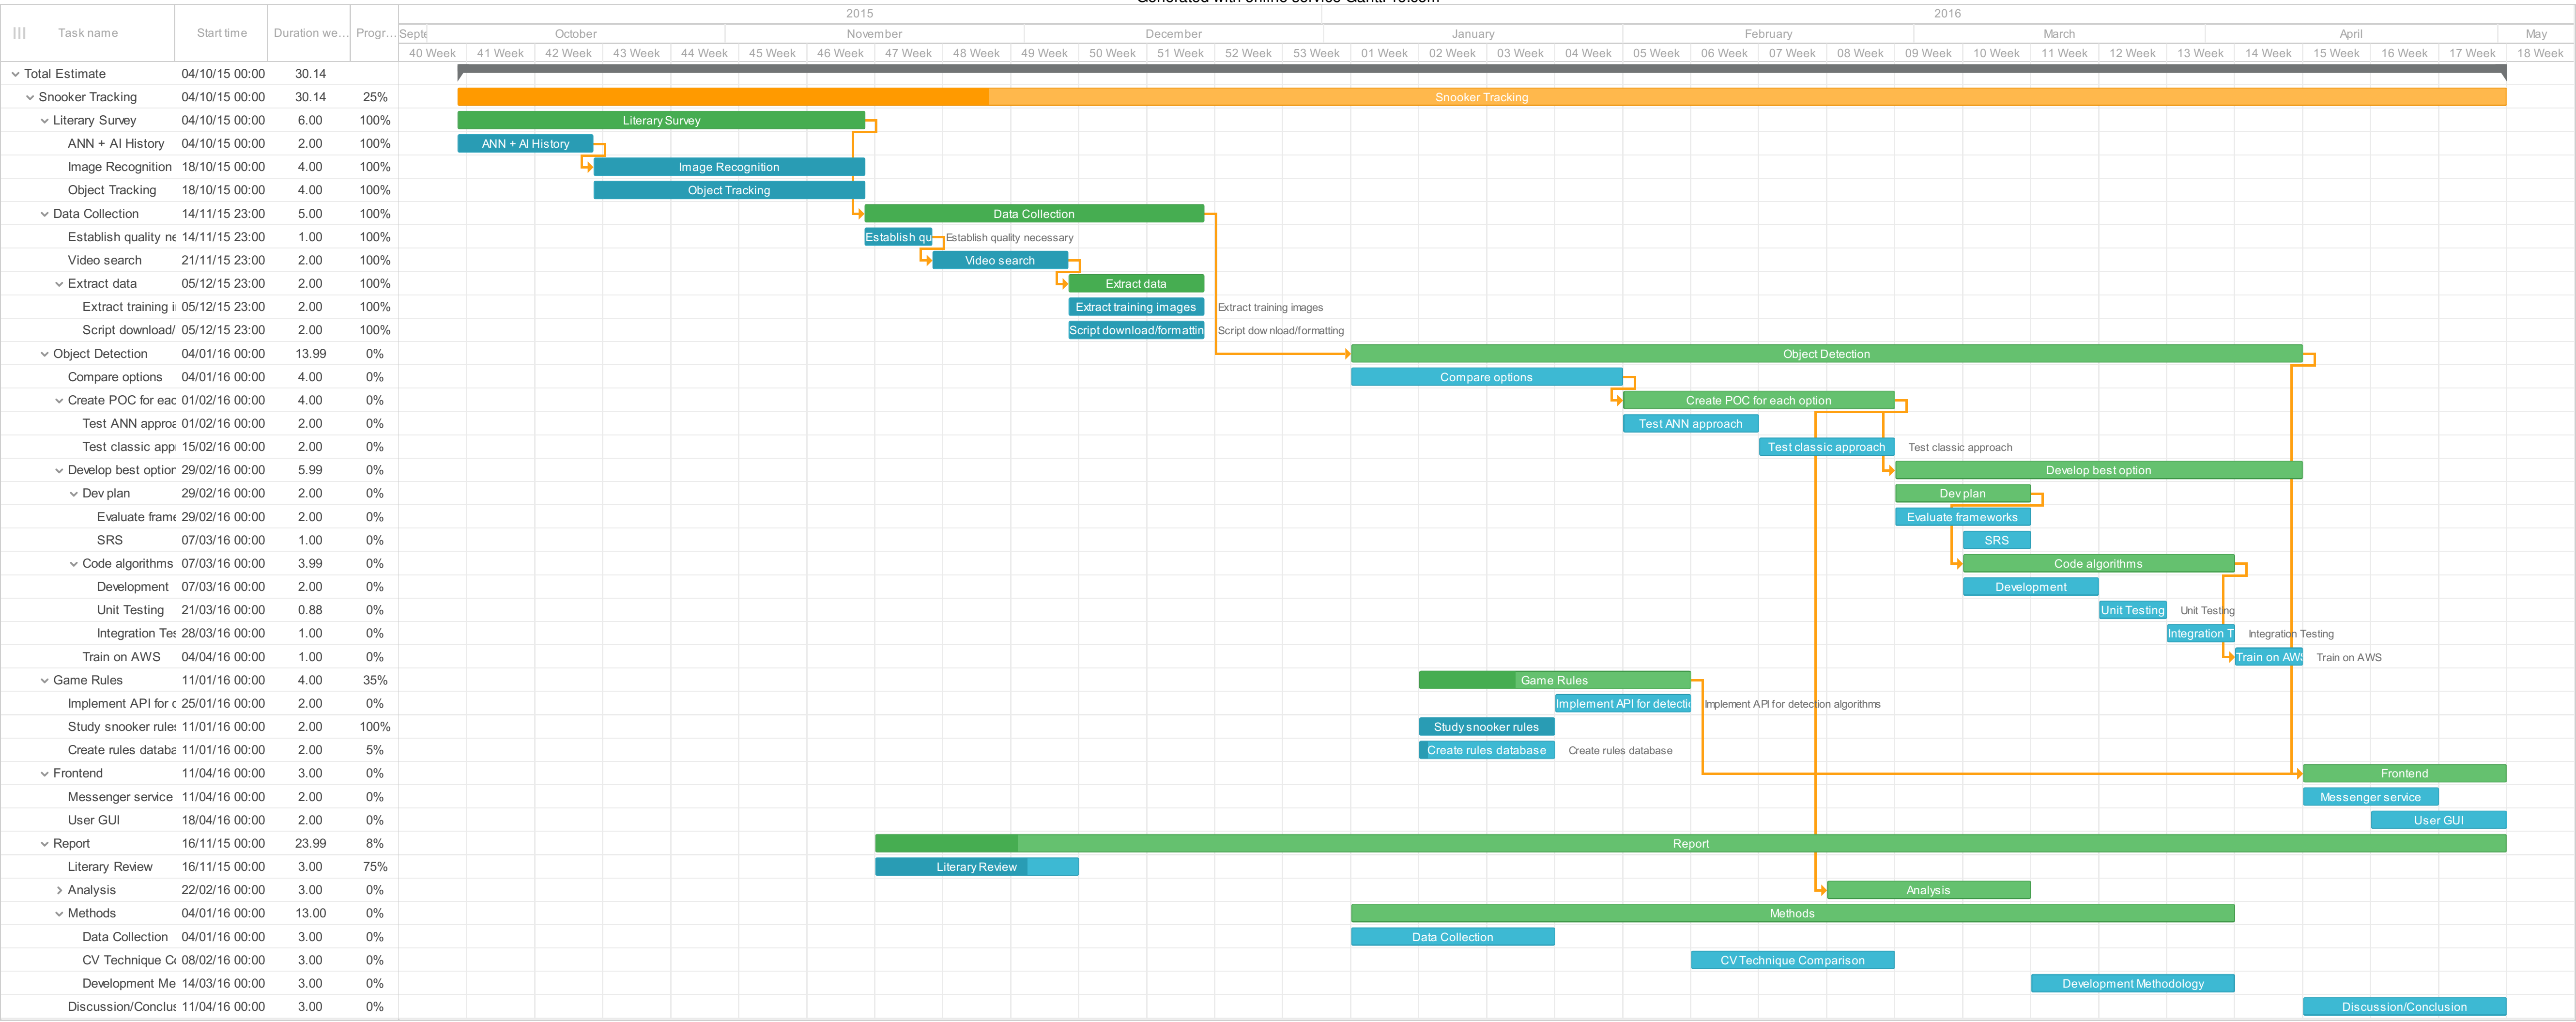 Generated with online service GanttPro.com
Task name Start time Duration we... Progr... 2015 2016
Septe October November December January February March April May
40 Week 41 Week 42 Week 43 Week 44 Week 45 Week 46 Week 47 Week 48 Week 49 Week 50 Week 51 Week 52 Week 53 Week 01 Week 02 Week 03 Week 04 Week 05 Week 06 Week 07 Week 08 Week 09 Week 10 Week 11 Week 12 Week 13 Week 14 Week 15 Week 16 Week 17 Week 18 Week
Total Estimate 04/10/15 00:00 30.14
Snooker Tracking 04/10/15 00:00 30.14 25% Snooker Tracking
Literary Survey 04/10/15 00:00 6.00 100% Literary Survey
ANN + AI History 04/10/15 00:00 2.00 100% ANN + AI History
Image Recognition 18/10/15 00:00 4.00 100% Image Recognition
Object Tracking 18/10/15 00:00 4.00 100% Object Tracking
Data Collection 14/11/15 23:00 5.00 100% Data Collection
Establish quality ne 14/11/15 23:00 1.00 100% Establish qu Establish quality necessary
Video search 21/11/15 23:00 2.00 100% Video search
Extract data 05/12/15 23:00 2.00 100% Extract data
Extract training i 05/12/15 23:00 2.00 100% Extract training images Extract training images
Script download/ 05/12/15 23:00 2.00 100% Script download/formattin Script download/formatting
Object Detection 04/01/16 00:00 13.99 0% Object Detection
Compare options 04/01/16 00:00 4.00 0% Compare options
Create POC for eac 01/02/16 00:00 4.00 0% Create POC for each option
Test ANN approa 01/02/16 00:00 2.00 0% Test ANN approach
Test classic app 15/02/16 00:00 2.00 0% Test classic approach Test classic approach
Develop best option 29/02/16 00:00 5.99 0% Develop best option
Dev plan 29/02/16 00:00 2.00 0% Dev plan
Evaluate frame 29/02/16 00:00 2.00 0% Evaluate frameworks
SRS 07/03/16 00:00 1.00 0% SRS
Code algorithms 07/03/16 00:00 3.99 0% Code algorithms
Development 07/03/16 00:00 2.00 0% Development
Unit Testing 21/03/16 00:00 0.88 0% Unit Testing Unit Testing
Integration Tes 28/03/16 00:00 1.00 0% Integration T Integration Testing
Train on AWS 04/04/16 00:00 1.00 0% Train on AWS Train on AWS
Game Rules 11/01/16 00:00 4.00 35% Game Rules
Implement API for d 25/01/16 00:00 2.00 0% Implement API for detectio Implement API for detection algorithms
Study snooker rules 11/01/16 00:00 2.00 100% Study snooker rules
Create rules databa 11/01/16 00:00 2.00 5% Create rules database Create rules database
Frontend 11/04/16 00:00 3.00 0% Frontend
Messenger service 11/04/16 00:00 2.00 0% Messenger service
User GUI 18/04/16 00:00 2.00 0% User GUI
Report 16/11/15 00:00 23.99 8% Report
Literary Review 16/11/15 00:00 3.00 75% Literary Review
Analysis 22/02/16 00:00 3.00 0% Analysis
Methods 04/01/16 00:00 13.00 0% Methods
Data Collection 04/01/16 00:00 3.00 0% Data Collection
CV Technique Co 08/02/16 00:00 3.00 0% CV Technique Comparison
Development Me 14/03/16 00:00 3.00 0% Development Methodology
Discussion/Conclus 11/04/16 00:00 3.00 0% Discussion/Conclusion